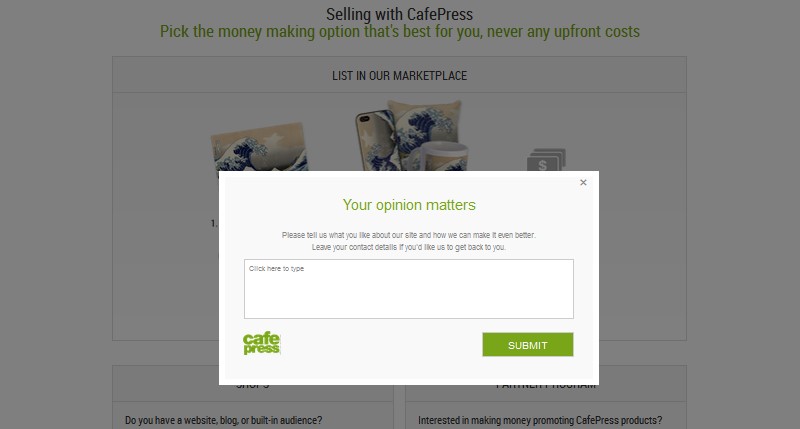 Selling with CafePress
Pick the money making option that's best for you, never any upfront costs
LIST IN OUR MARKETPLACE
$
1.
×
Your opinion matters
Please tell us what you like about our site and how we can make it even better.
Leave your contact details if you'd like us to get back to you.
Click here to type
cafe
press
SUBMIT
SHOPS
PARTNER PROGRAM
Do you have a website, blog, or built-in audience?
Interested in making money promoting CafePress products?